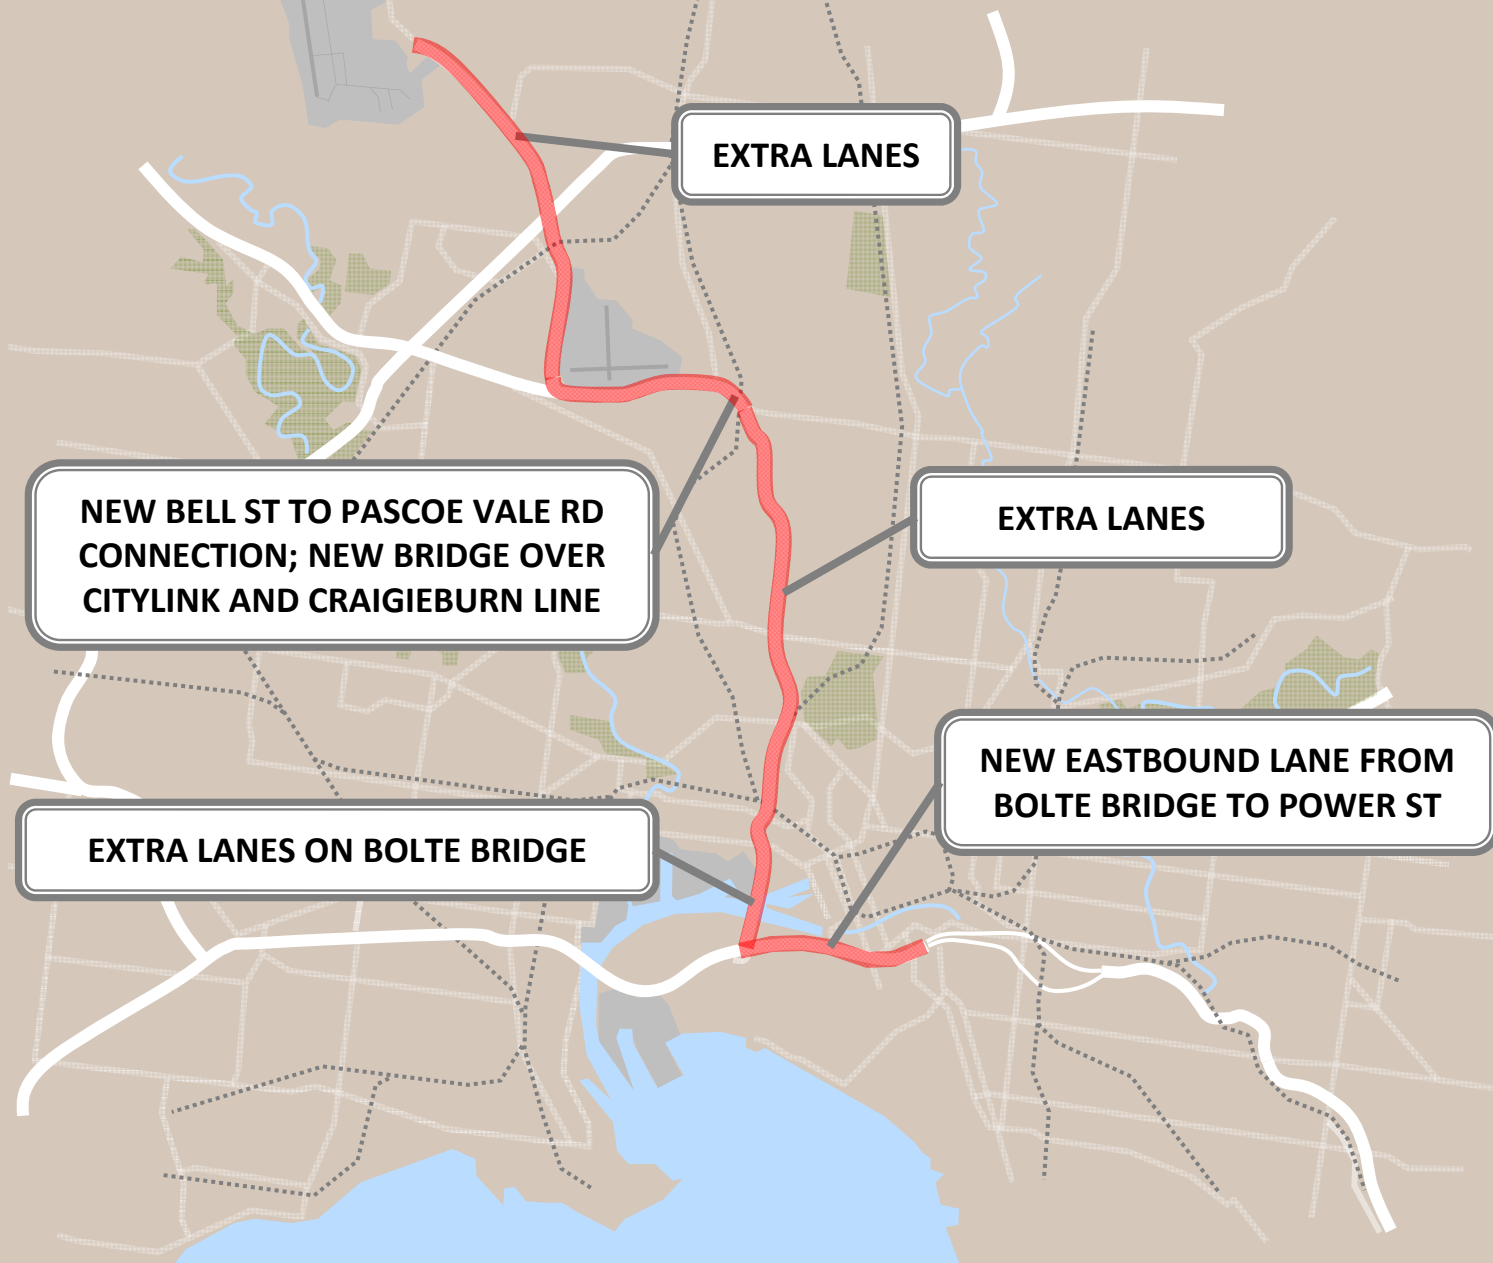 EXTRA LANES
NEW BELL ST TO PASCOE VALE RD
CONNECTION; NEW BRIDGE OVER
CITYLINK AND CRAIGIEBURN LINE
EXTRA LANES
NEW EASTBOUND LANE FROM
BOLTE BRIDGE TO POWER ST
EXTRA LANES ON BOLTE BRIDGE